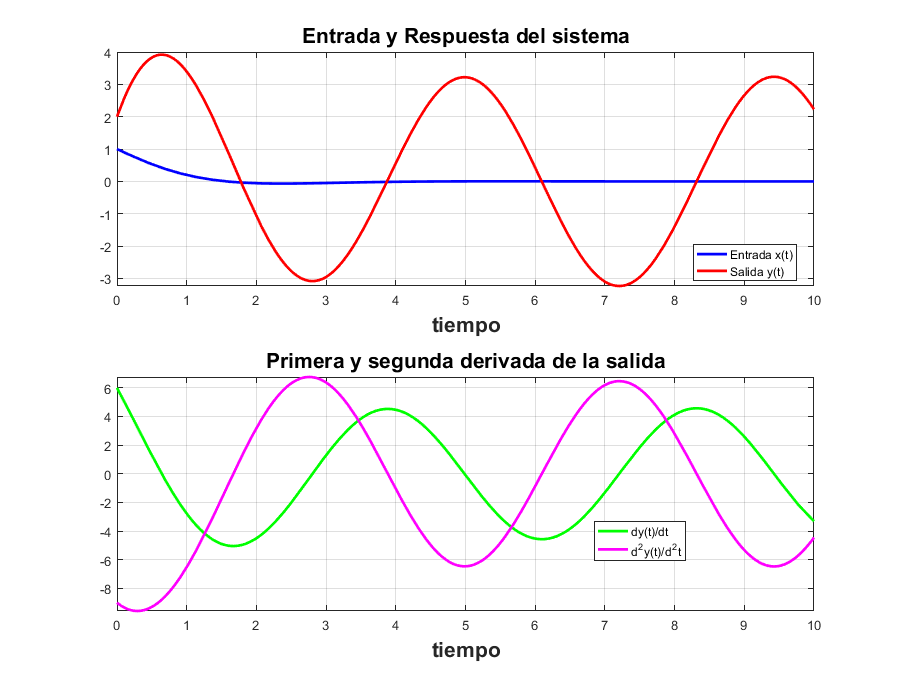 Entrada y Respuesta del sistema
4
3
2
1
0
-1
-2
-3
Entrada x(t)
Salida y(t)
0 1 2 3 4 5 6 7 8 9 10
tiempo
Primera y segunda derivada de la salida
6
4
2
0
-2
-4
-6
-8
dy(t)/dt
d²y(t)/d²t
0 1 2 3 4 5 6 7 8 9 10
tiempo